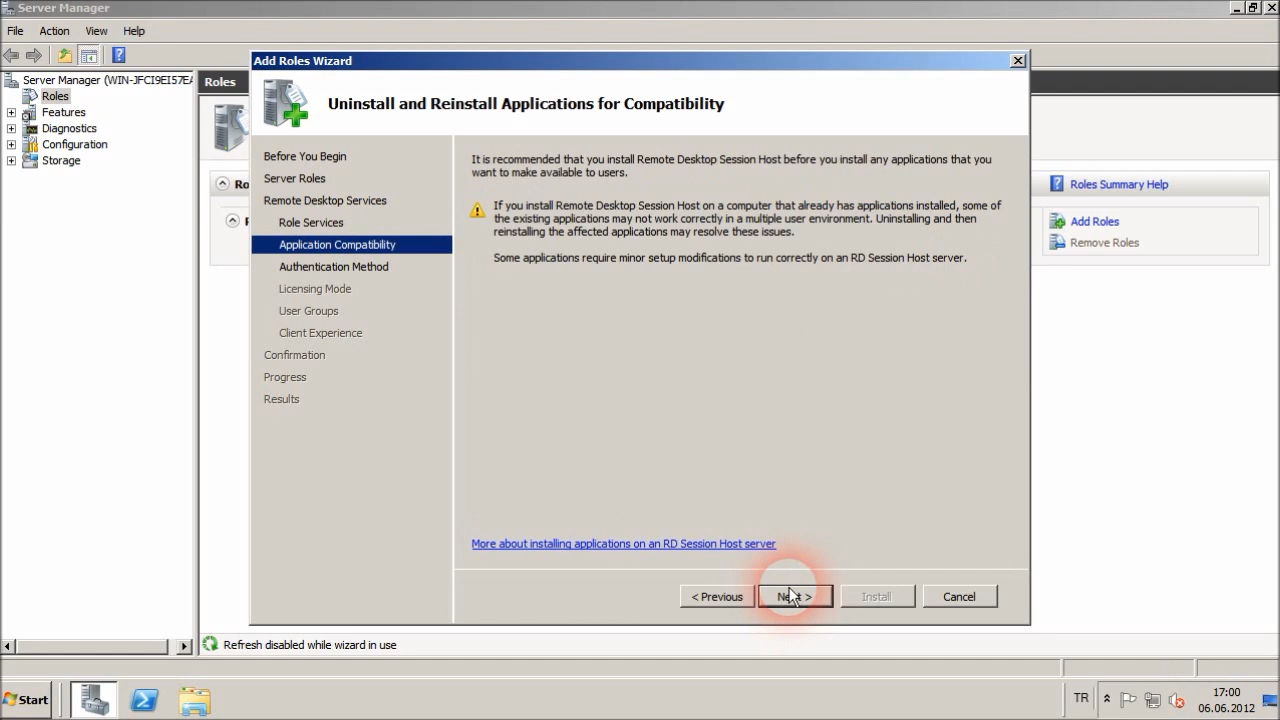 Server Manager
File Action View Help
Server Manager (WIN-JFCI9EI57EA
Roles
Features
Diagnostics
Configuration
Storage
Roles
Ro
Roles Summary Help
Add Roles
Remove Roles
Add Roles Wizard
Uninstall and Reinstall Applications for Compatibility
Before You Begin
Server Roles
Remote Desktop Services
Role Services
Application Compatibility
Authentication Method
Licensing Mode
User Groups
Client Experience
Confirmation
Progress
Results
It is recommended that you install Remote Desktop Session Host before you install any applications that you
want to make available to users.
If you install Remote Desktop Session Host on a computer that already has applications installed, some of
the existing applications may not work correctly in a multiple user environment. Uninstalling and then
reinstalling the affected applications may resolve these issues.
Some applications require minor setup modifications to run correctly on an RD Session Host server.
More about installing applications on an RD Session Host server
< Previous Next > Install Cancel
Refresh disabled while wizard in use
Start
TR
17:00
06.06.2012